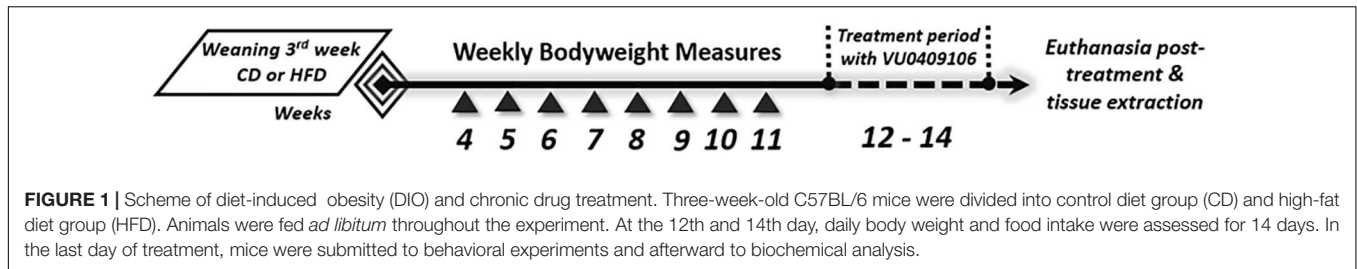 Weaning 3rd week
CD or HFD
Weeks
Weekly Bodyweight Measures
4 5 6 7 8 9 10 11
Treatment period
with VU0409106
12 - 14
Euthanasia post-
treatment &
tissue extraction
FIGURE 1 | Scheme of diet-induced obesity (DIO) and chronic drug treatment. Three-week-old C57BL/6 mice were divided into control diet group (CD) and high-fat
diet group (HFD). Animals were fed ad libitum throughout the experiment. At the 12th and 14th day, daily body weight and food intake were assessed for 14 days. In
the last day of treatment, mice were submitted to behavioral experiments and afterward to biochemical analysis.